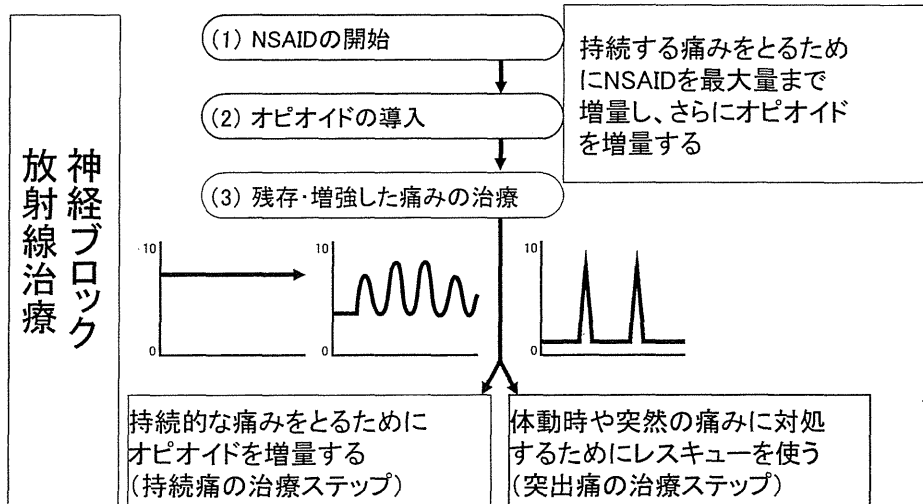 神経ブロック
放射線治療
(1) NSAIDの開始
(2) オピオイドの導入
(3) 残存・増強した痛みの治療
持続する痛みをとるため
にNSAIDを最大量まで
増量し、さらにオピオイド
を増量する
10
0
10
0
10
0
持続的な痛みをとるために
オピオイドを増量する
(持続痛の治療ステップ)
体動時や突然の痛みに対処
するためにレスキューを使う
(突出痛の治療ステップ)